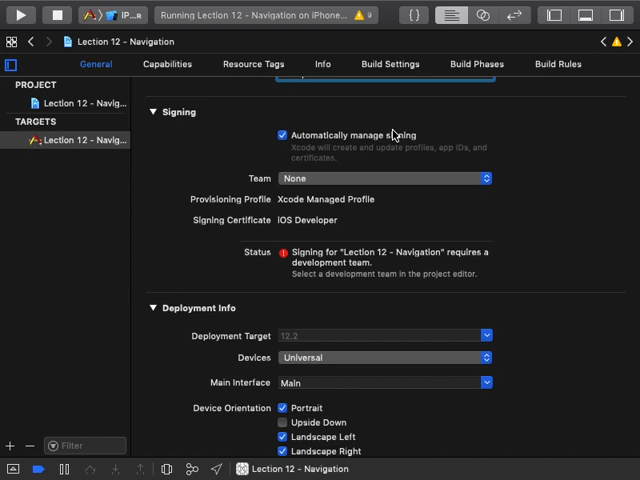 IP...R
Running Lection 12 - Navigation on iPhone...
9
Lection 12 - Navigation
General Capabilities Resource Tags Info Build Settings Build Phases Build Rules
PROJECT
Lection 12 - Navig...
TARGETS
Lection 12 - Navig...
Signing
Automatically manage signing
Xcode will create and update profiles, app IDs, and
certificates.
Team None
Provisioning Profile Xcode Managed Profile
Signing Certificate iOS Developer
Status Signing for "Lection 12 - Navigation" requires a
development team.
Select a development team in the project editor.
Deployment Info
Deployment Target 12.2
Devices Universal
Main Interface Main
Device Orientation Portrait
Upside Down
Landscape Left
Landscape Right
Filter
Lection 12 - Navigation